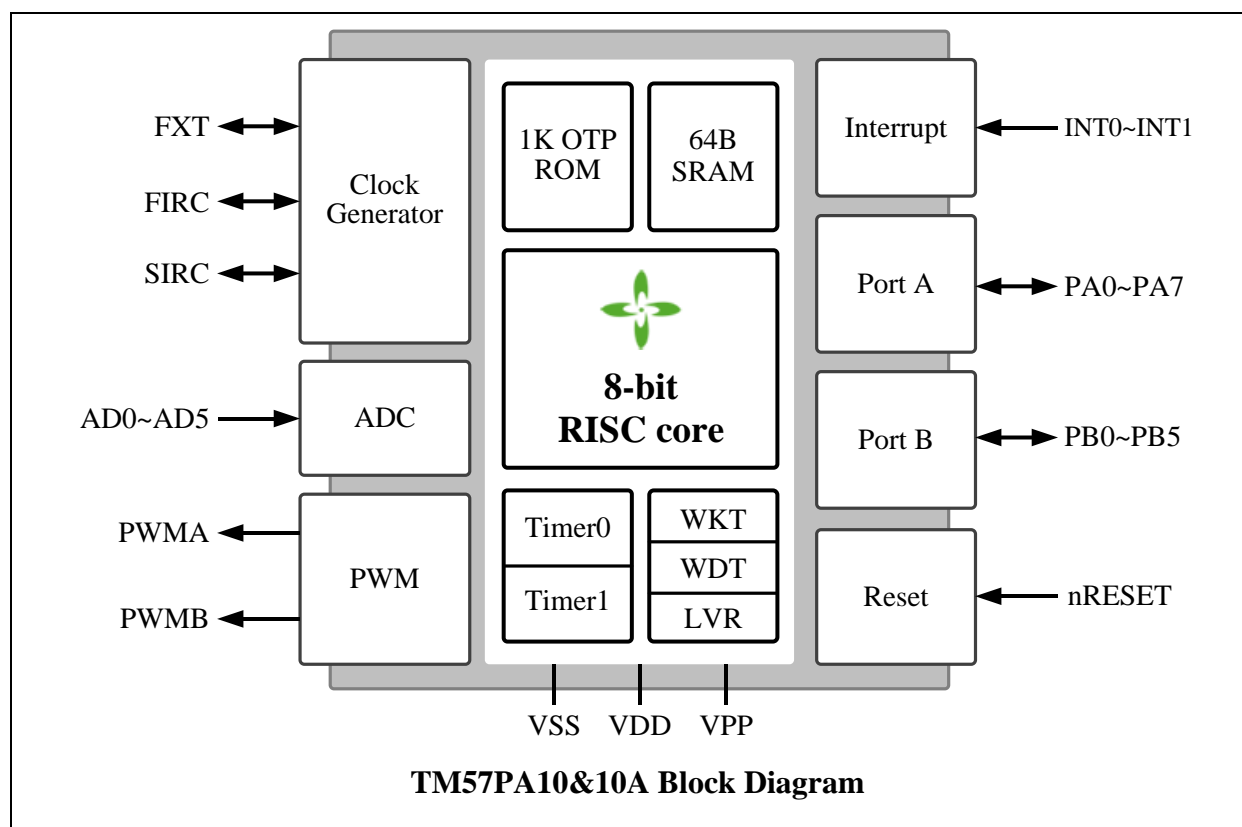 FXT
FIRC
SIRC
Clock
Generator
AD0~AD5
ADC
PWMA
PWMB
PWM
1K OTP
ROM
64B
SRAM
8-bit
RISC core
Timer0
Timer1
WKT
WDT
LVR
Interrupt
INT0~INT1
Port A
PA0~PA7
Port B
PB0~PB5
Reset
nRESET
VSS
VDD
VPP
TM57PA10&10A Block Diagram